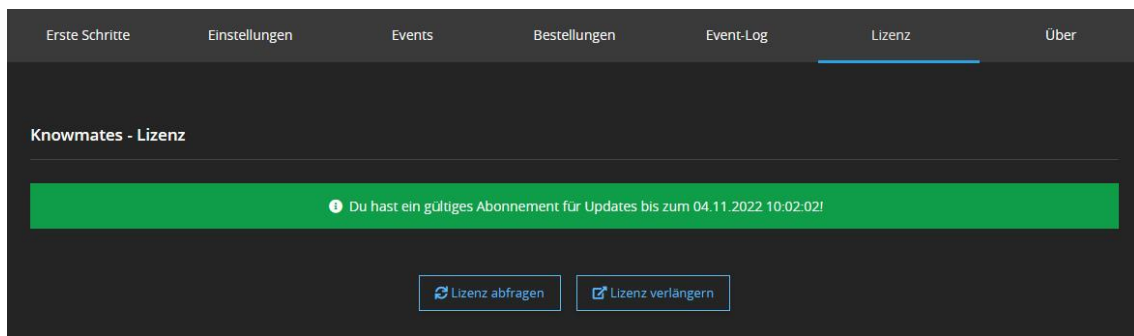 Erste Schritte Einstellungen Events Bestellungen Event-Log Lizenz Über
Knowmates - Lizenz
Du hast ein gültiges Abonnement für Updates bis zum 04.11.2022 10:02:02!
Lizenz abfragen Lizenz verlängern